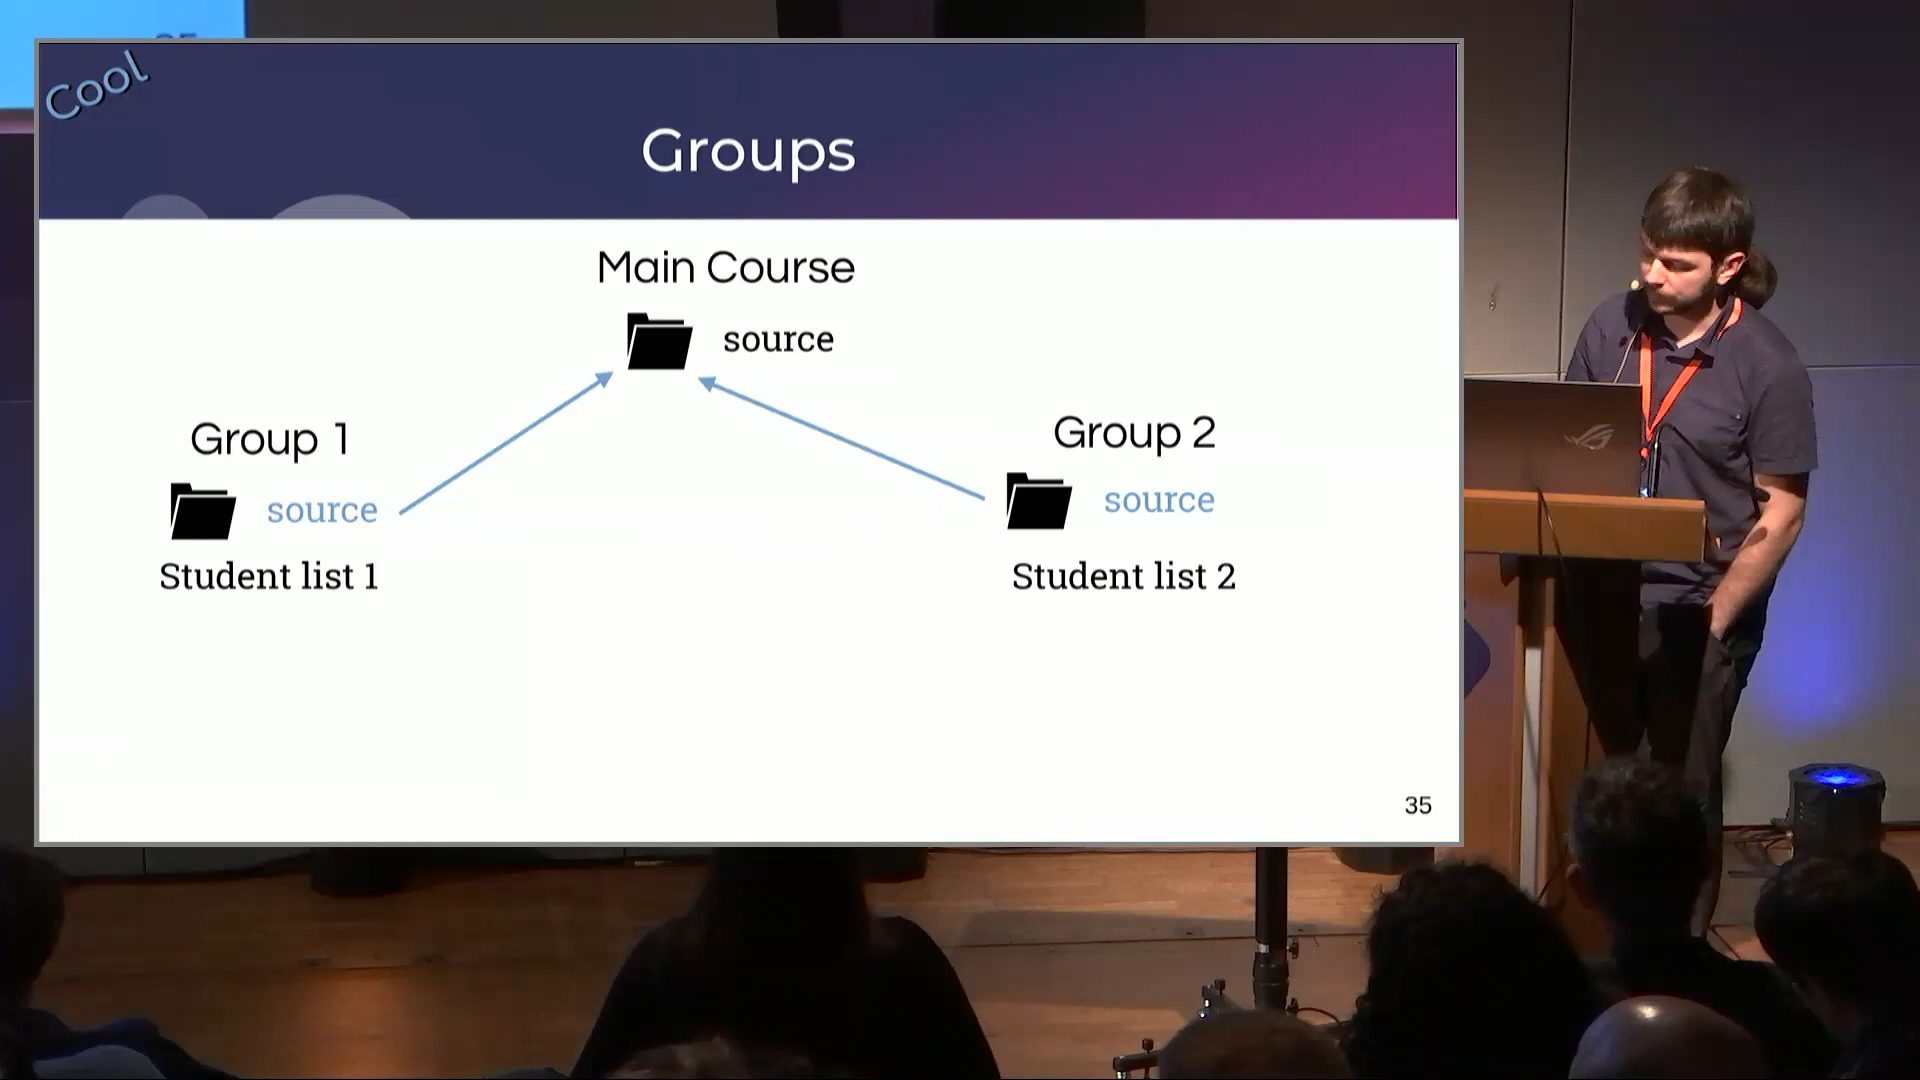 Cool
Groups
Main Course
source
Group 1
source
Student list 1
Group 2
source
Student list 2
35